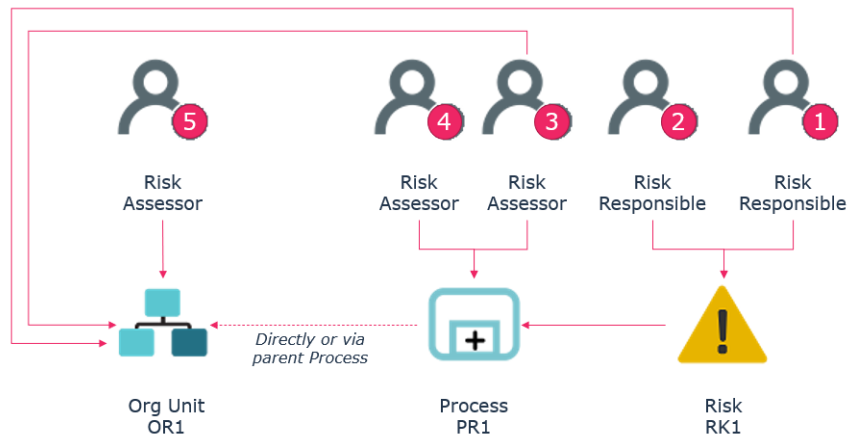 5
4
3
2
1
Risk
Assessor
Risk
Assessor
Risk
Assessor
Risk
Responsible
Risk
Responsible
Directly or via
parent Process
Org Unit
OR1
Process
PR1
Risk
RK1